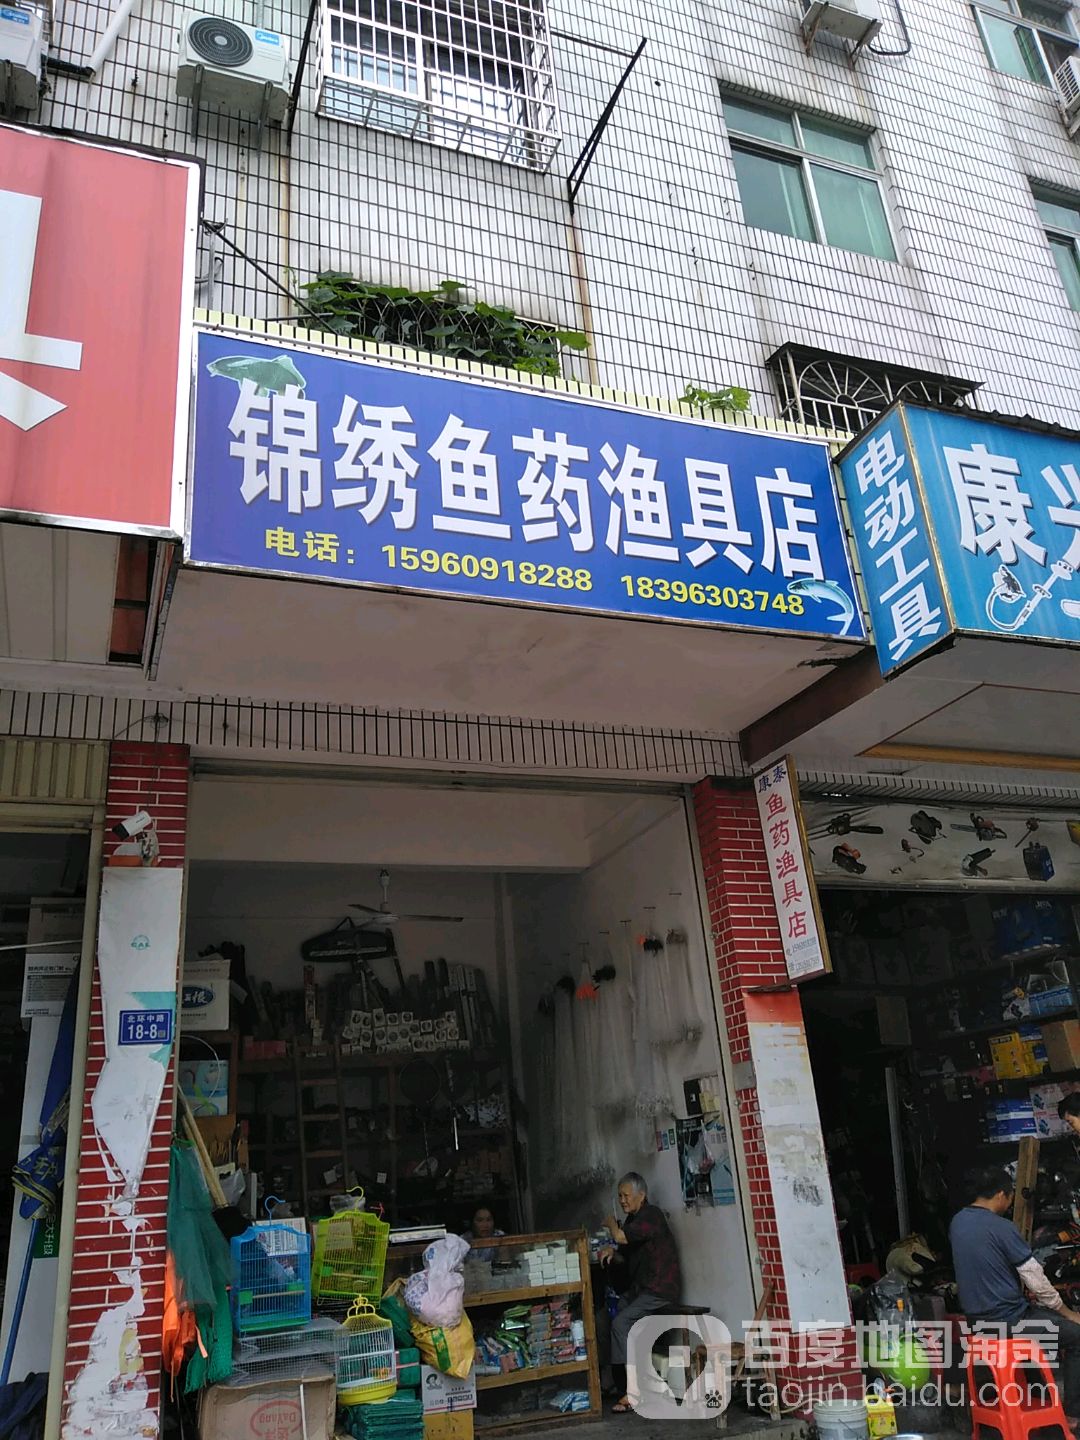 锦绣鱼药渔具店
电话：15960918288 18396303748
电动工具
康
康泰
鱼药渔具店
北环中路
18-8
百度地图淘金
taojin.baidu.com